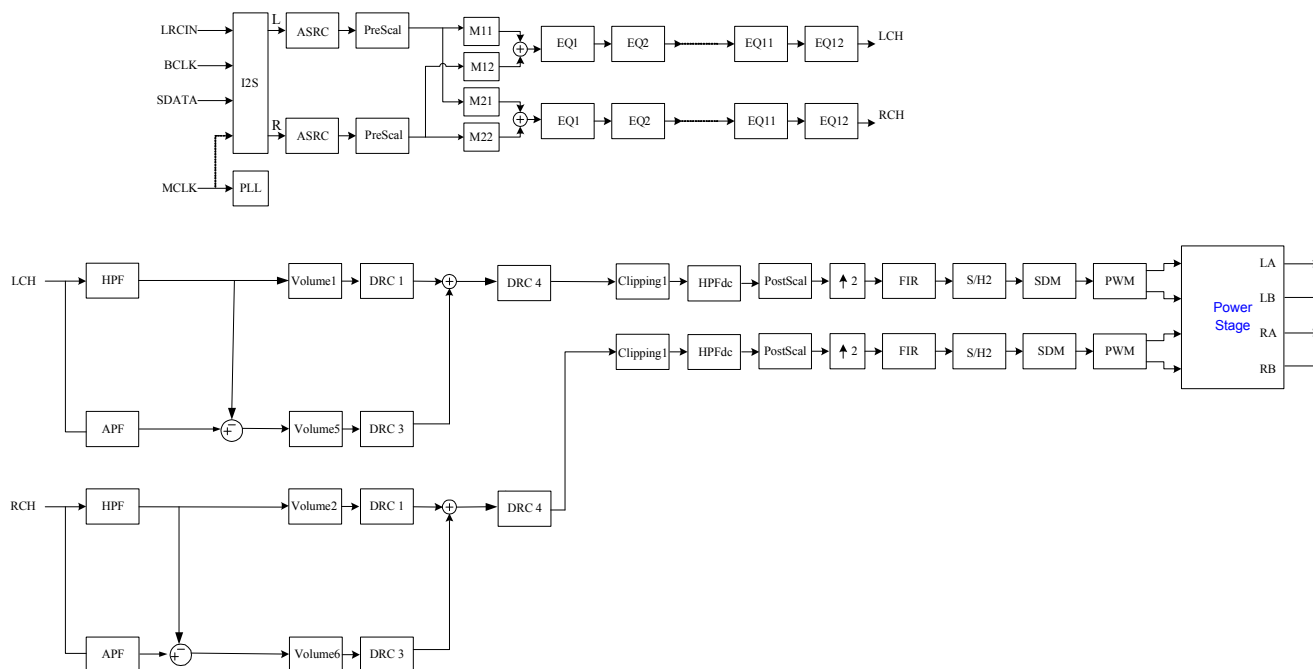 LRCIN
BCLK
SDATA
MCLK
I2S
PLL
L
R
ASRC
PreScal
M11
M12
EQ1
EQ2
EQ11
EQ12
LCH
ASRC
PreScal
M21
M22
EQ1
EQ2
EQ11
EQ12
RCH
LCH
HPF
Volume1
DRC 1
DRC 4
Clipping1
HPFdc
PostScal
2
FIR
S/H2
SDM
PWM
APF
Volume5
DRC 3
Clipping1
HPFdc
PostScal
2
FIR
S/H2
SDM
PWM
Power
Stage
LA
LB
RA
RB
RCH
HPF
Volume2
DRC 1
DRC 4
APF
Volume6
DRC 3